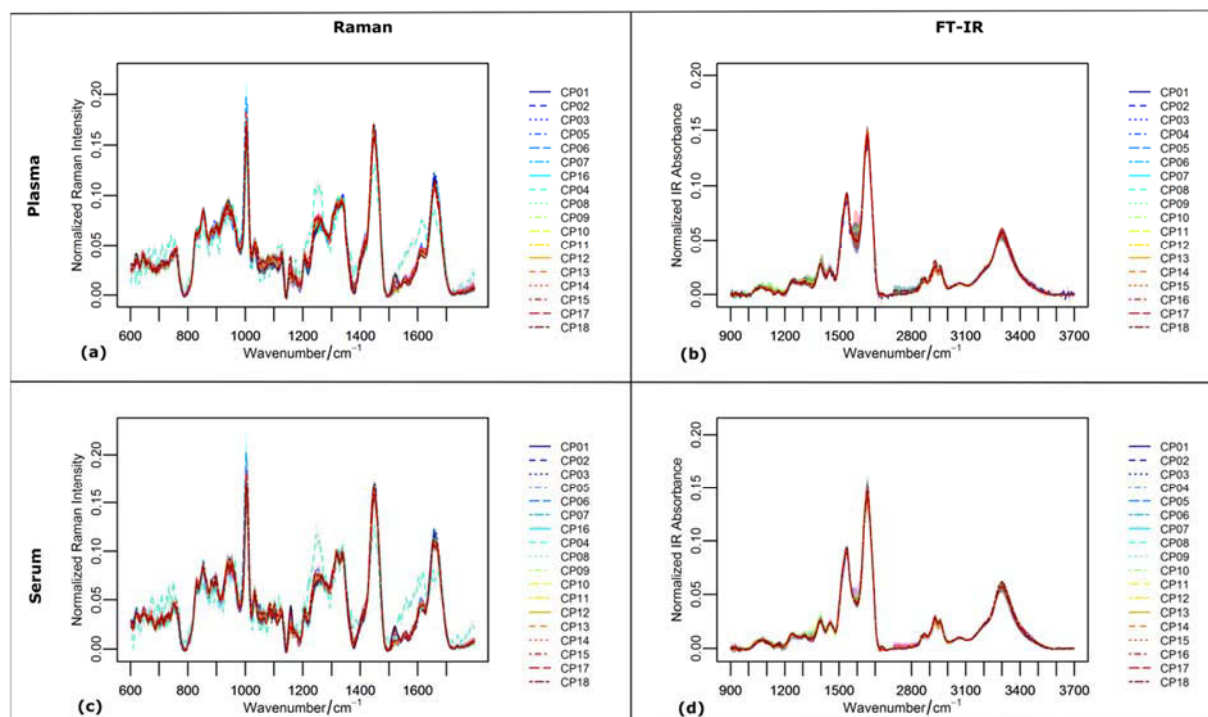 Raman
FT-IR
Plasma
Normalized Raman Intensity
0.00 0.05 0.10 0.15 0.20
600 800 1000 1200 1400 1600
Wavenumber/cm⁻¹
(a)
CP01
CP02
CP03
CP05
CP06
CP07
CP16
CP04
CP08
CP09
CP10
CP11
CP12
CP13
CP14
CP15
CP17
CP18
Normalized IR Absorbance
0.00 0.05 0.10 0.15 0.20
900 1200 1500 2800 3100 3400 3700
Wavenumber/cm⁻¹
(b)
CP01
CP02
CP03
CP04
CP05
CP06
CP07
CP08
CP09
CP10
CP11
CP12
CP13
CP14
CP15
CP16
CP17
CP18
Serum
Normalized Raman Intensity
0.00 0.05 0.10 0.15 0.20
600 800 1000 1200 1400 1600
Wavenumber/cm⁻¹
(c)
CP01
CP02
CP03
CP05
CP06
CP07
CP16
CP04
CP08
CP09
CP10
CP11
CP12
CP13
CP14
CP15
CP17
CP18
Normalized IR Absorbance
0.00 0.05 0.10 0.15 0.20
900 1200 1500 2800 3100 3400 3700
Wavenumber/cm⁻¹
(d)
CP01
CP02
CP03
CP04
CP05
CP06
CP07
CP08
CP09
CP10
CP11
CP12
CP13
CP14
CP15
CP16
CP17
CP18